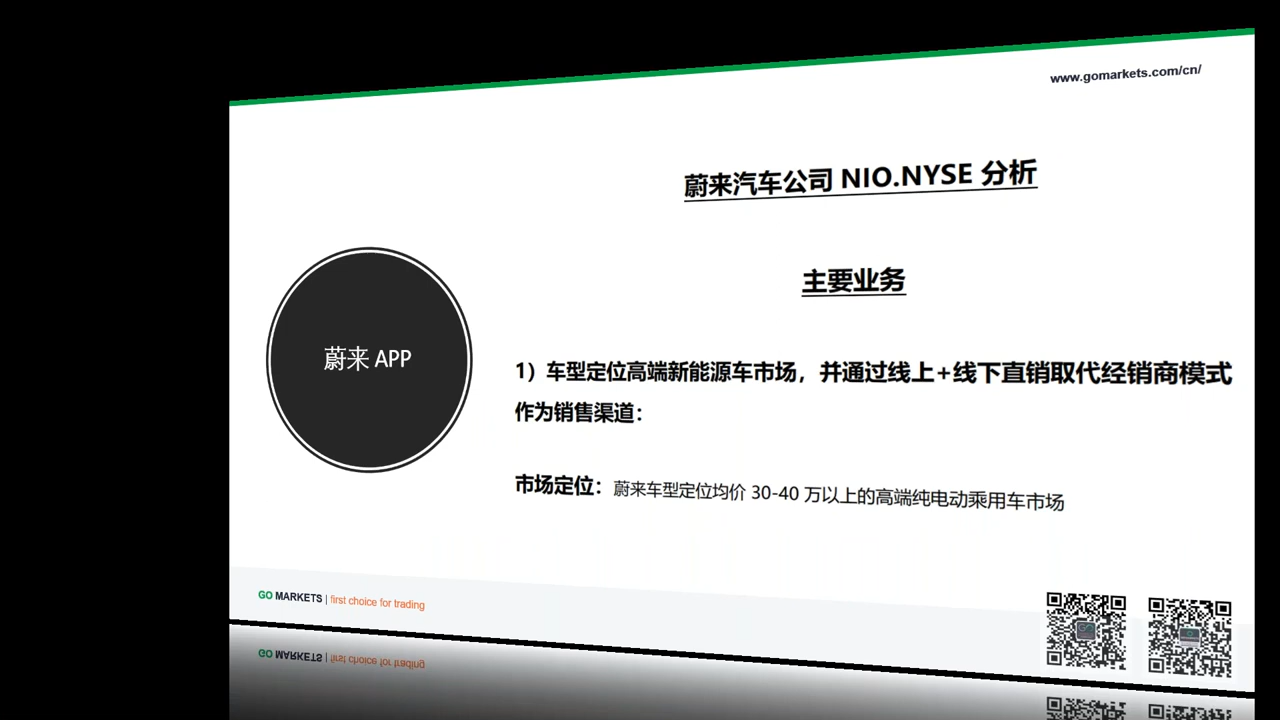 www.gomarkets.com/cn/
蔚来汽车公司 NIO.NYSE 分析
主要业务
蔚来 APP
1）车型定位高端新能源车市场，并通过线上+线下直销取代经销商模式
作为销售渠道：
市场定位：蔚来车型定位均价 30-40 万以上的高端纯电动乘用车市场
GO MARKETS | first choice for trading